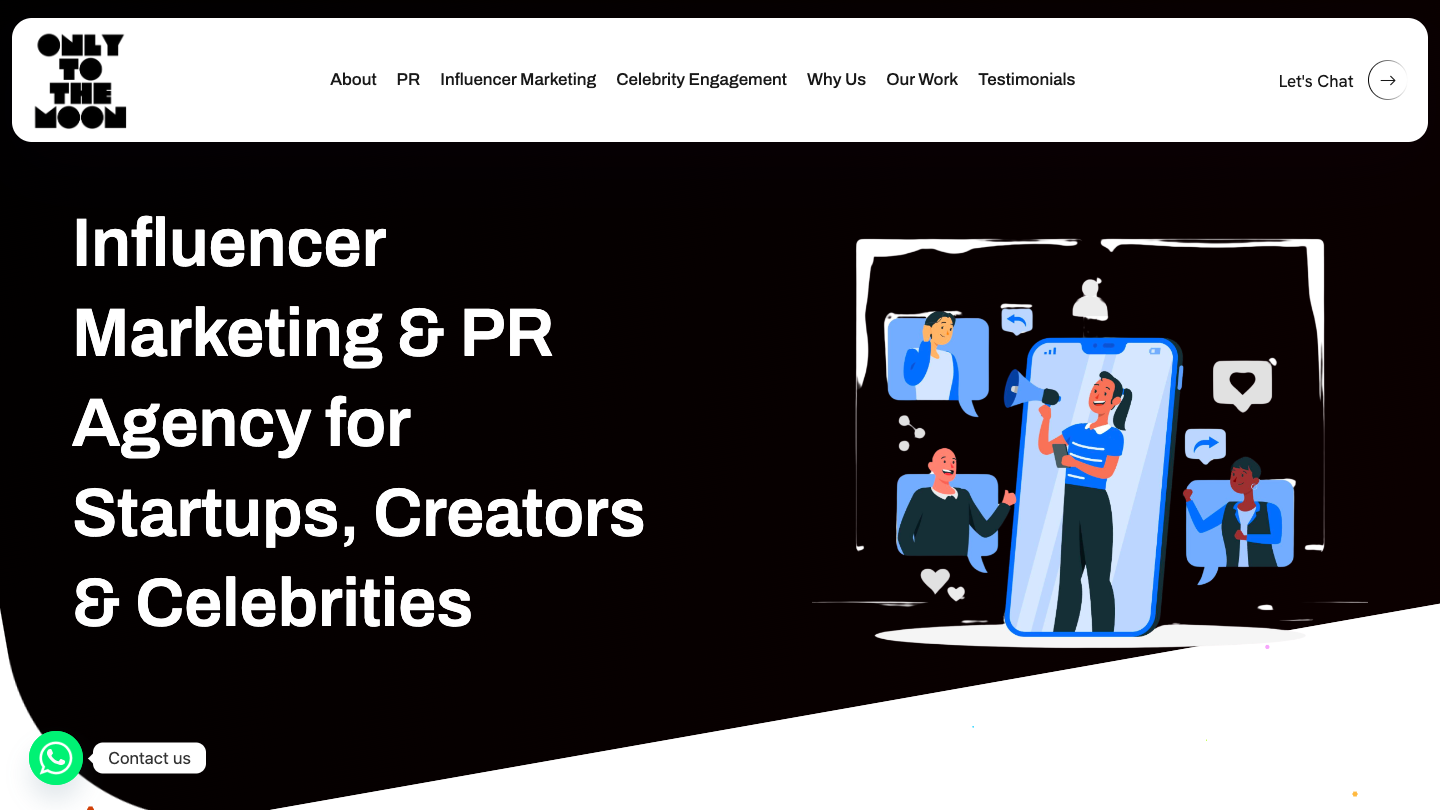 ONLY
TO
THE
MOON
About PR Influencer Marketing Celebrity Engagement Why Us Our Work Testimonials
Let's Chat
Influencer
Marketing & PR
Agency for
Startups, Creators
& Celebrities
Contact us